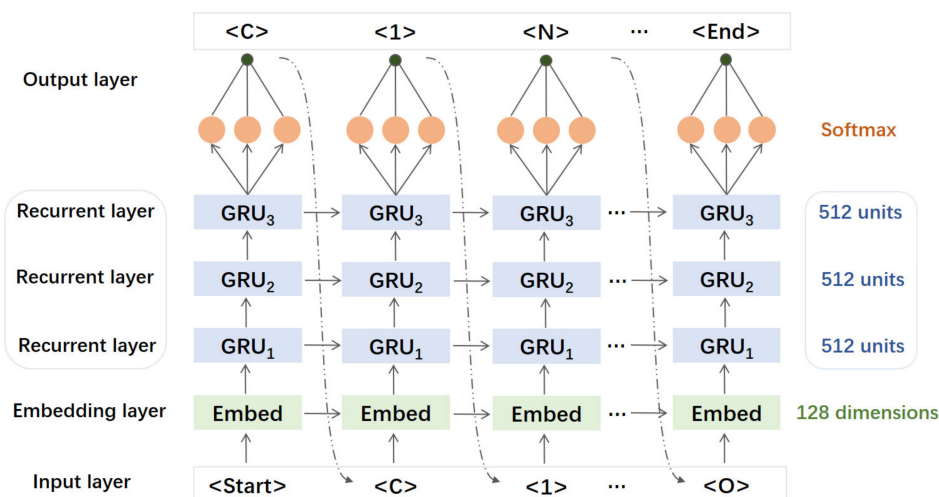 <C> <1> <N> ... <End>
Output layer
Softmax
Recurrent layer GRU3 GRU3 GRU3 ... GRU3 512 units
Recurrent layer GRU2 GRU2 GRU2 ... GRU2 512 units
Recurrent layer GRU1 GRU1 GRU1 ... GRU1 512 units
Embedding layer Embed Embed Embed ... Embed 128 dimensions
Input layer <Start> <C> <1> ... <O>